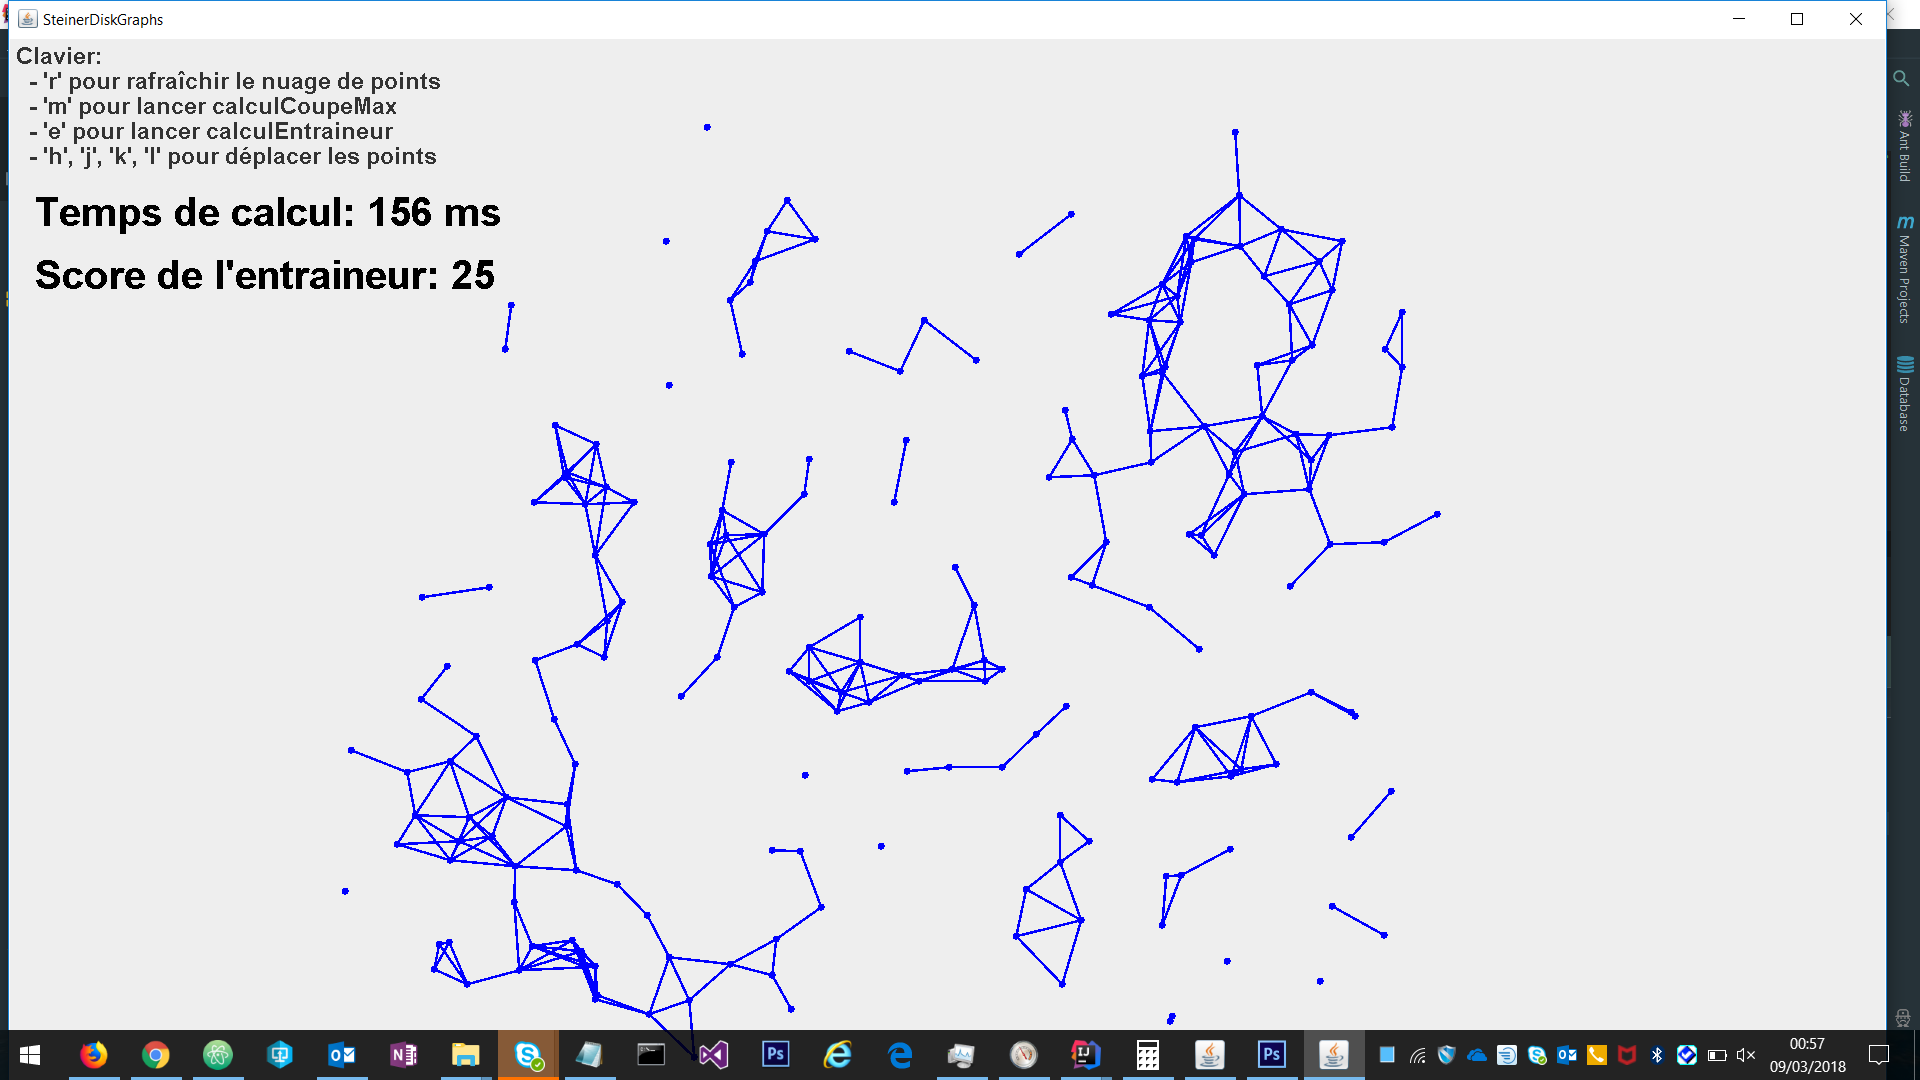 SteinerDiskGraphs
Clavier:
- 'r' pour rafraîchir le nuage de points
- 'm' pour lancer calculCoupeMax
- 'e' pour lancer calculEntraineur
- 'h', 'j', 'k', 'l' pour déplacer les points
Temps de calcul: 156 ms
Score de l'entraineur: 25
Ant Build
Maven Projects
Database
00:57
09/03/2018